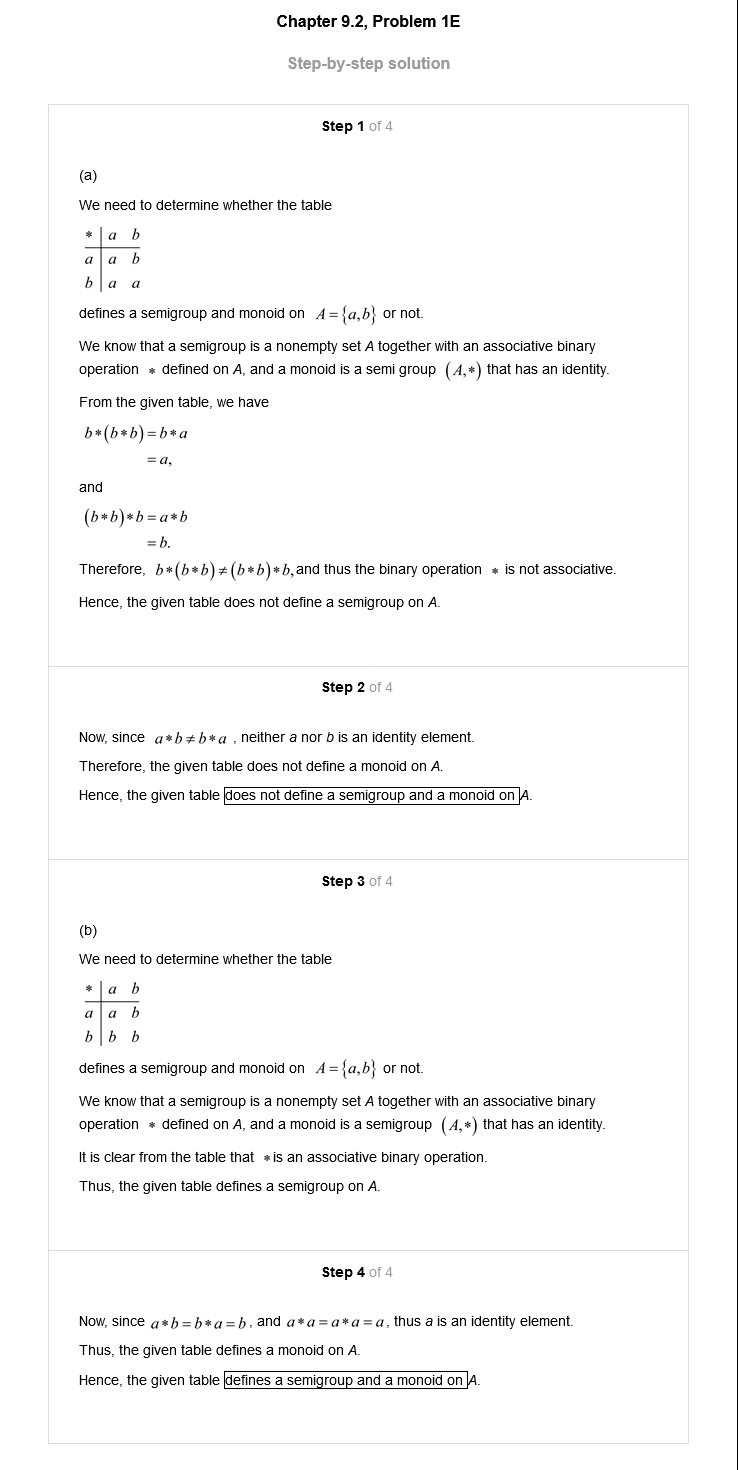 Chapter 9.2, Problem 1E
Step-by-step solution
Step 1 of 4
(a)
We need to determine whether the table
* | a b
a | a b
b | a a
defines a semigroup and monoid on A={a,b} or not.
We know that a semigroup is a nonempty set A together with an associative binary
operation * defined on A, and a monoid is a semi group (A,*) that has an identity.
From the given table, we have
b*(b*b)=b*a
=a,
and
(b*b)*b=a*b
=b.
Therefore, b*(b*b)≠(b*b)*b, and thus the binary operation * is not associative.
Hence, the given table does not define a semigroup on A.
Step 2 of 4
Now, since a*b≠b*a , neither a nor b is an identity element.
Therefore, the given table does not define a monoid on A.
Hence, the given table does not define a semigroup and a monoid on A.
Step 3 of 4
(b)
We need to determine whether the table
* | a b
a | a b
b | b b
defines a semigroup and monoid on A={a,b} or not.
We know that a semigroup is a nonempty set A together with an associative binary
operation * defined on A, and a monoid is a semigroup (A,*) that has an identity.
It is clear from the table that * is an associative binary operation.
Thus, the given table defines a semigroup on A.
Step 4 of 4
Now, since a*b=b*a=b, and a*a=a*a=a, thus a is an identity element.
Thus, the given table defines a monoid on A.
Hence, the given table defines a semigroup and a monoid on A.